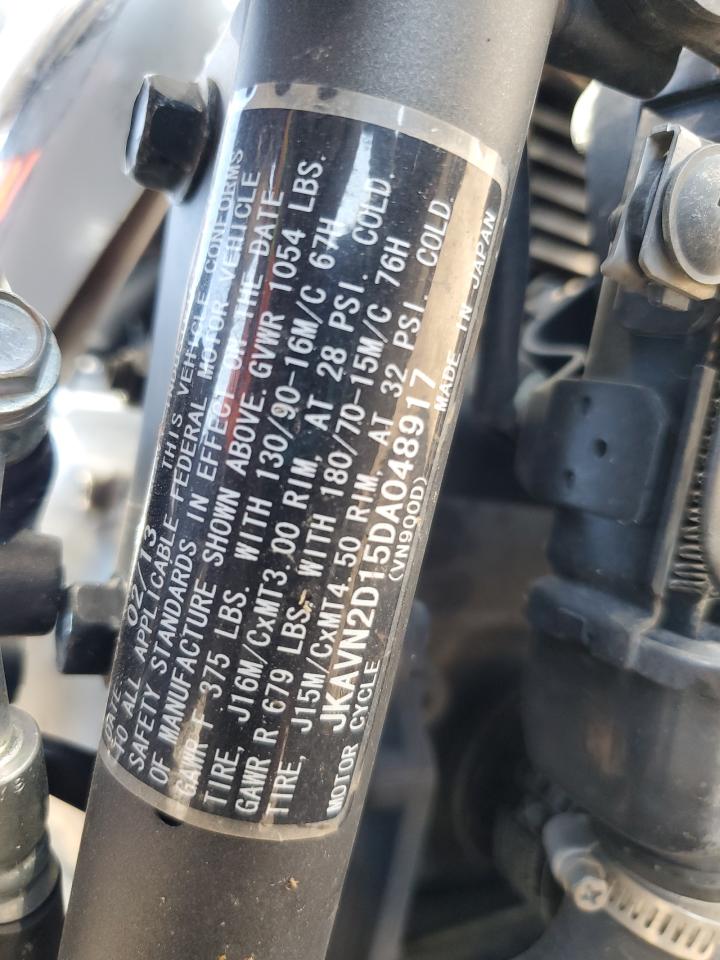 DATE: 02/13 THIS VEHICLE CONFORMS
TO ALL APPLICABLE FEDERAL MOTOR VEHICLE
SAFETY STANDARDS IN EFFECT ON THE DATE
OF MANUFACTURE SHOWN ABOVE. GVWR 1054 LBS.
GAWR F 375 LBS. WITH 130/90-16M/C 67H
TIRE, J16M/CxMT3.00 RIM, AT 28 PSI. COLD.
GAWR R 679 LBS. WITH 180/70-15M/C 76H
TIRE, J15M/CxMT4.50 RIM, AT 32 PSI. COLD.
JKAVN2D15DA048917
MOTOR CYCLE (VN900D) MADE IN JAPAN